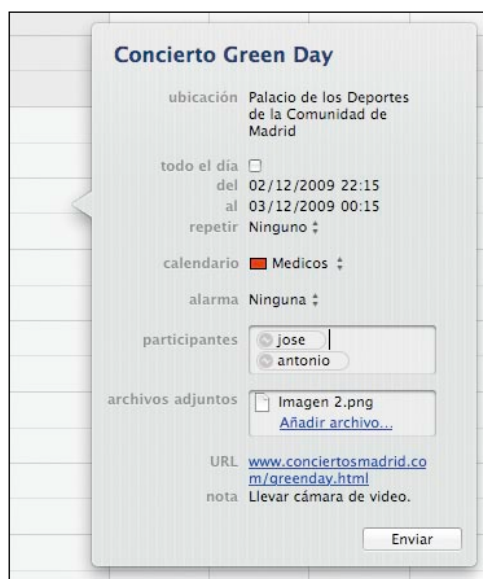 Concierto Green Day
ubicación Palacio de los Deportes
de la Comunidad de
Madrid
todo el día
del 02/12/2009 22:15
al 03/12/2009 00:15
repetir Ninguno
calendario Medicos
alarma Ninguna
participantes jose
antonio
archivos adjuntos Imagen 2.png
Añadir archivo...
URL www.conciertosmadrid.co
m/greenday.html
nota Llevar cámara de video.
Enviar